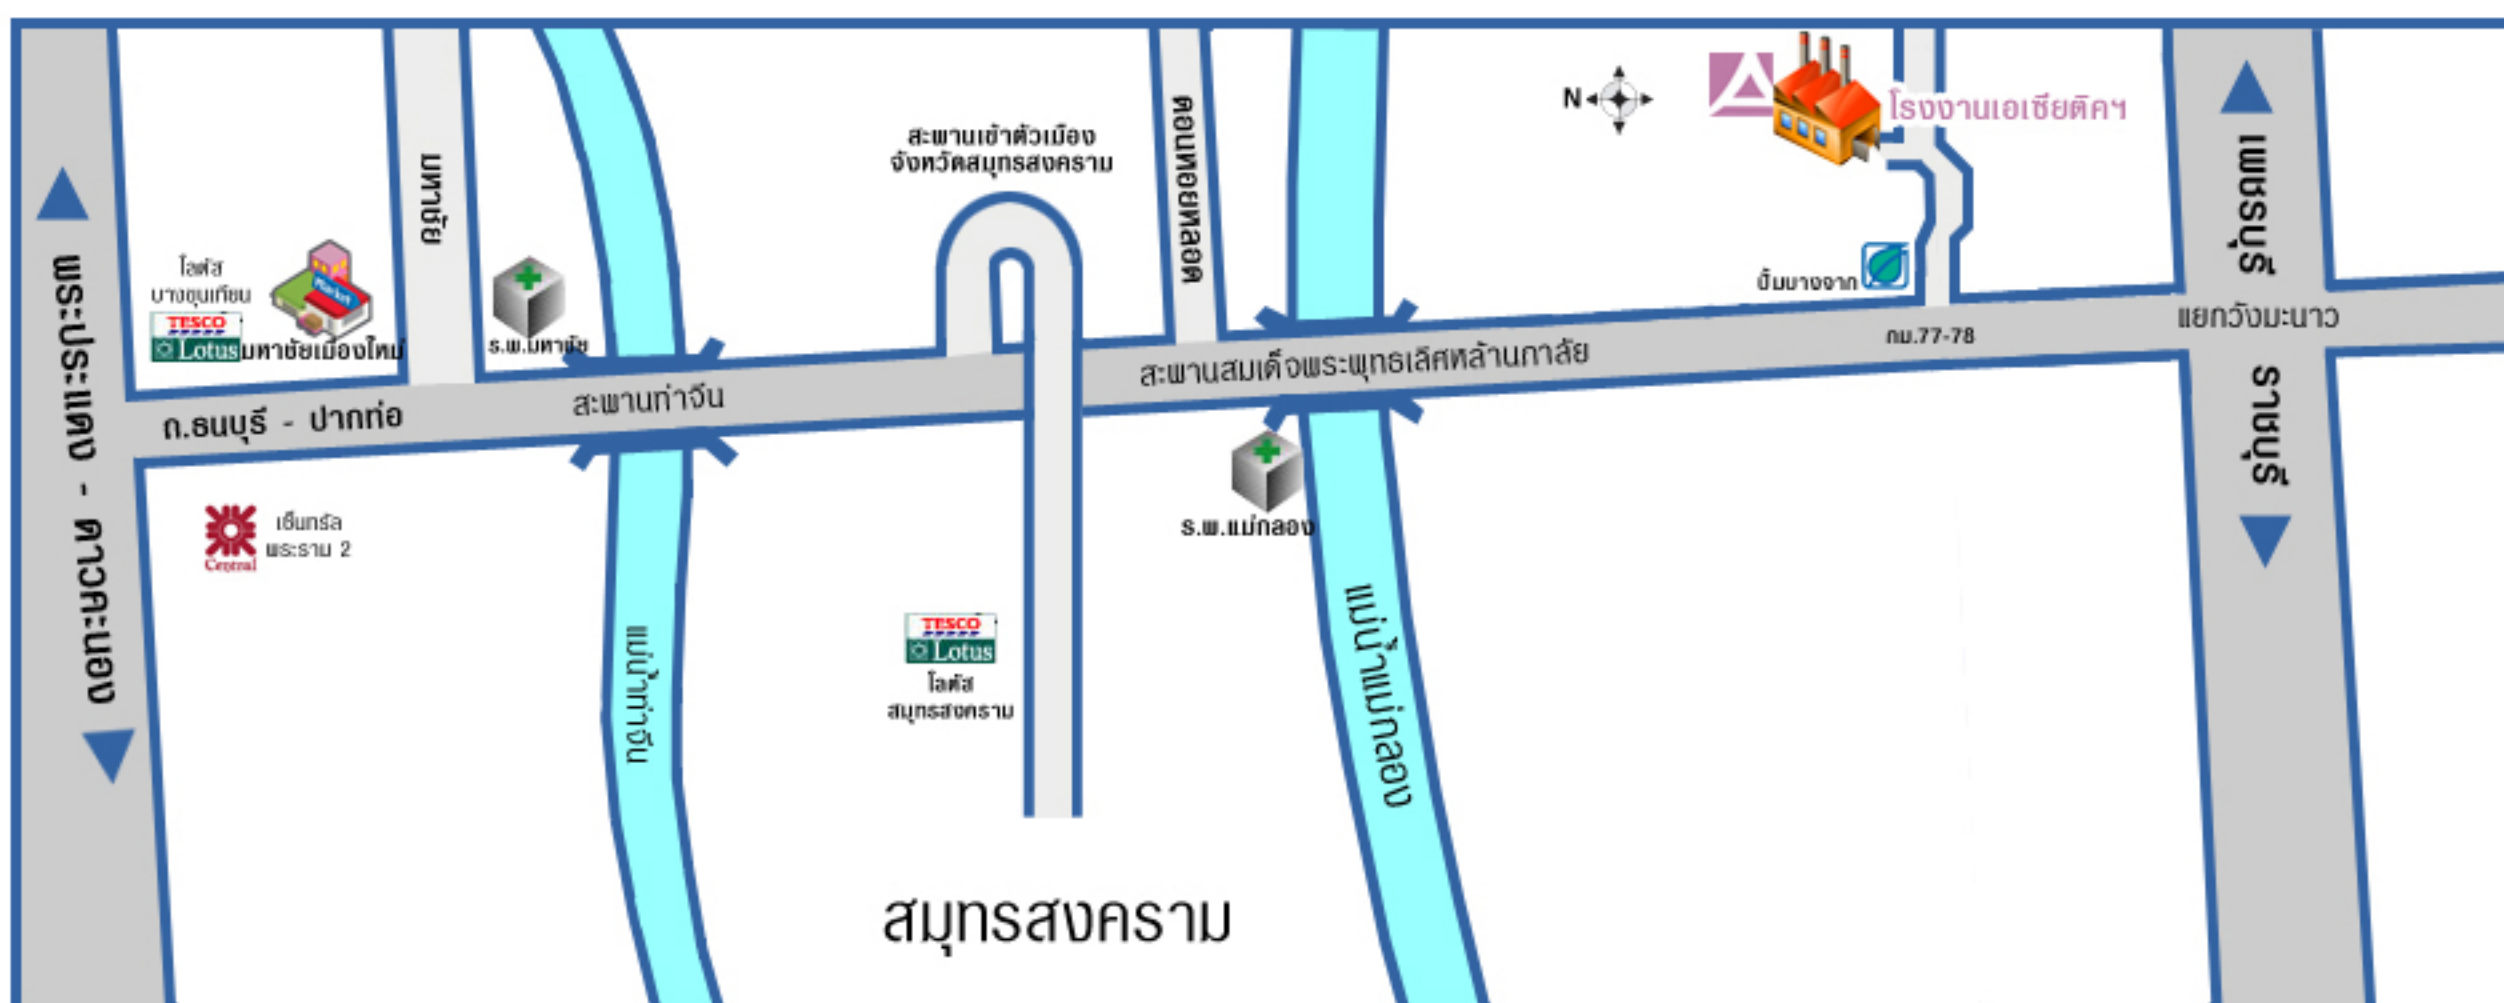 พระประแดง - ดาวคะนอง
โลตัส
บางขุนเทียน
TESCO
Lotus
Market
มหาชัยเมืองใหม่
มหาชัย
ร.พ.มหาชัย
ถ.ธนบุรี - ปากท่อ
สะพานท่าจีน
Central
เซ็นทรัล
พระราม 2
แม่น้ำท่าจีน
สะพานเข้าตัวเมือง
จังหวัดสมุทรสงคราม
TESCO
Lotus
โลตัส
สมุทรสงคราม
สมุทรสงคราม
ดอนหอยหลอด
สะพานสมเด็จพระพุทธเลิศหล้านภาลัย
ร.พ.แม่กลอง
แม่น้ำแม่กลอง
N
โรงงานเอเซียติคฯ
ปั๊มบางจาก
กม.77-78
เพชรบุรี
แยกวังมะนาว
ราชบุรี